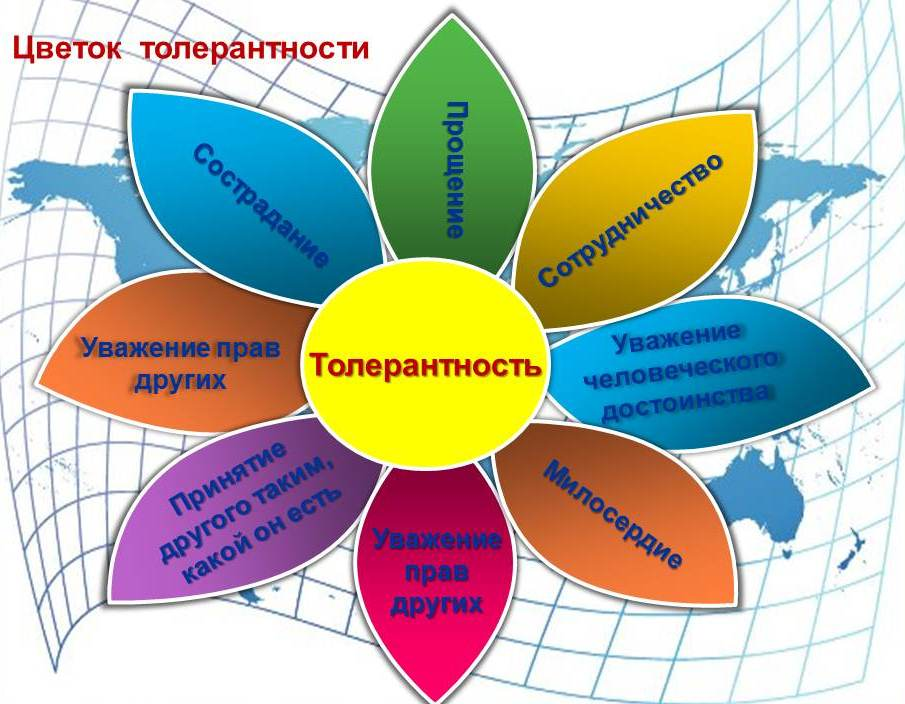 Цветок толерантности
Прощение
Сострадание
Сотрудничество
Уважение прав
других
Толерантность
Уважение
человеческого
достоинства
Принятие
другого таким,
какой он есть
Уважение
прав
других
Милосердие